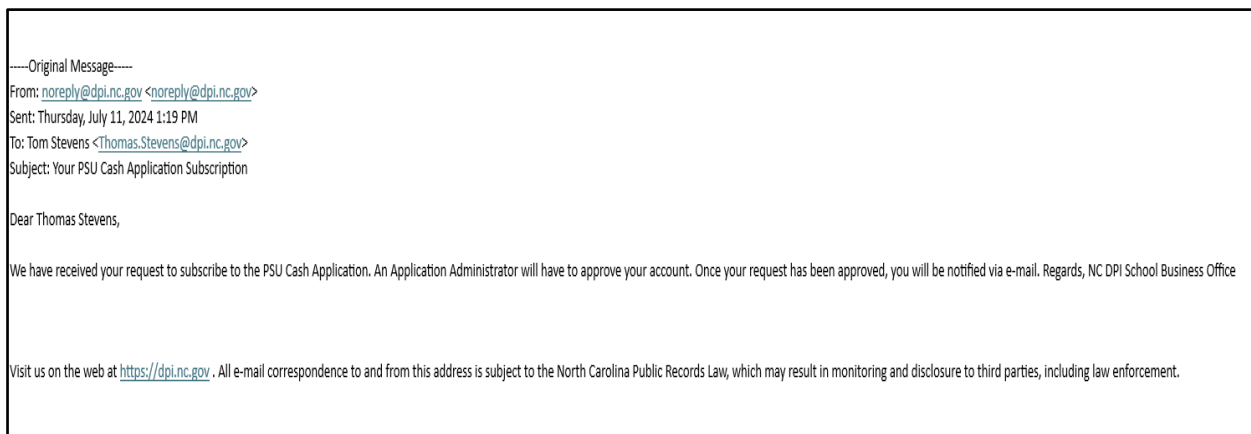 -----Original Message-----
From: noreply@dpi.nc.gov <noreply@dpi.nc.gov>
Sent: Thursday, July 11, 2024 1:19 PM
To: Tom Stevens <Thomas.Stevens@dpi.nc.gov>
Subject: Your PSU Cash Application Subscription
Dear Thomas Stevens,
We have received your request to subscribe to the PSU Cash Application. An Application Administrator will have to approve your account. Once your request has been approved, you will be notified via e-mail. Regards, NC DPI School Business Office
Visit us on the web at https://dpi.nc.gov . All e-mail correspondence to and from this address is subject to the North Carolina Public Records Law, which may result in monitoring and disclosure to third parties, including law enforcement.